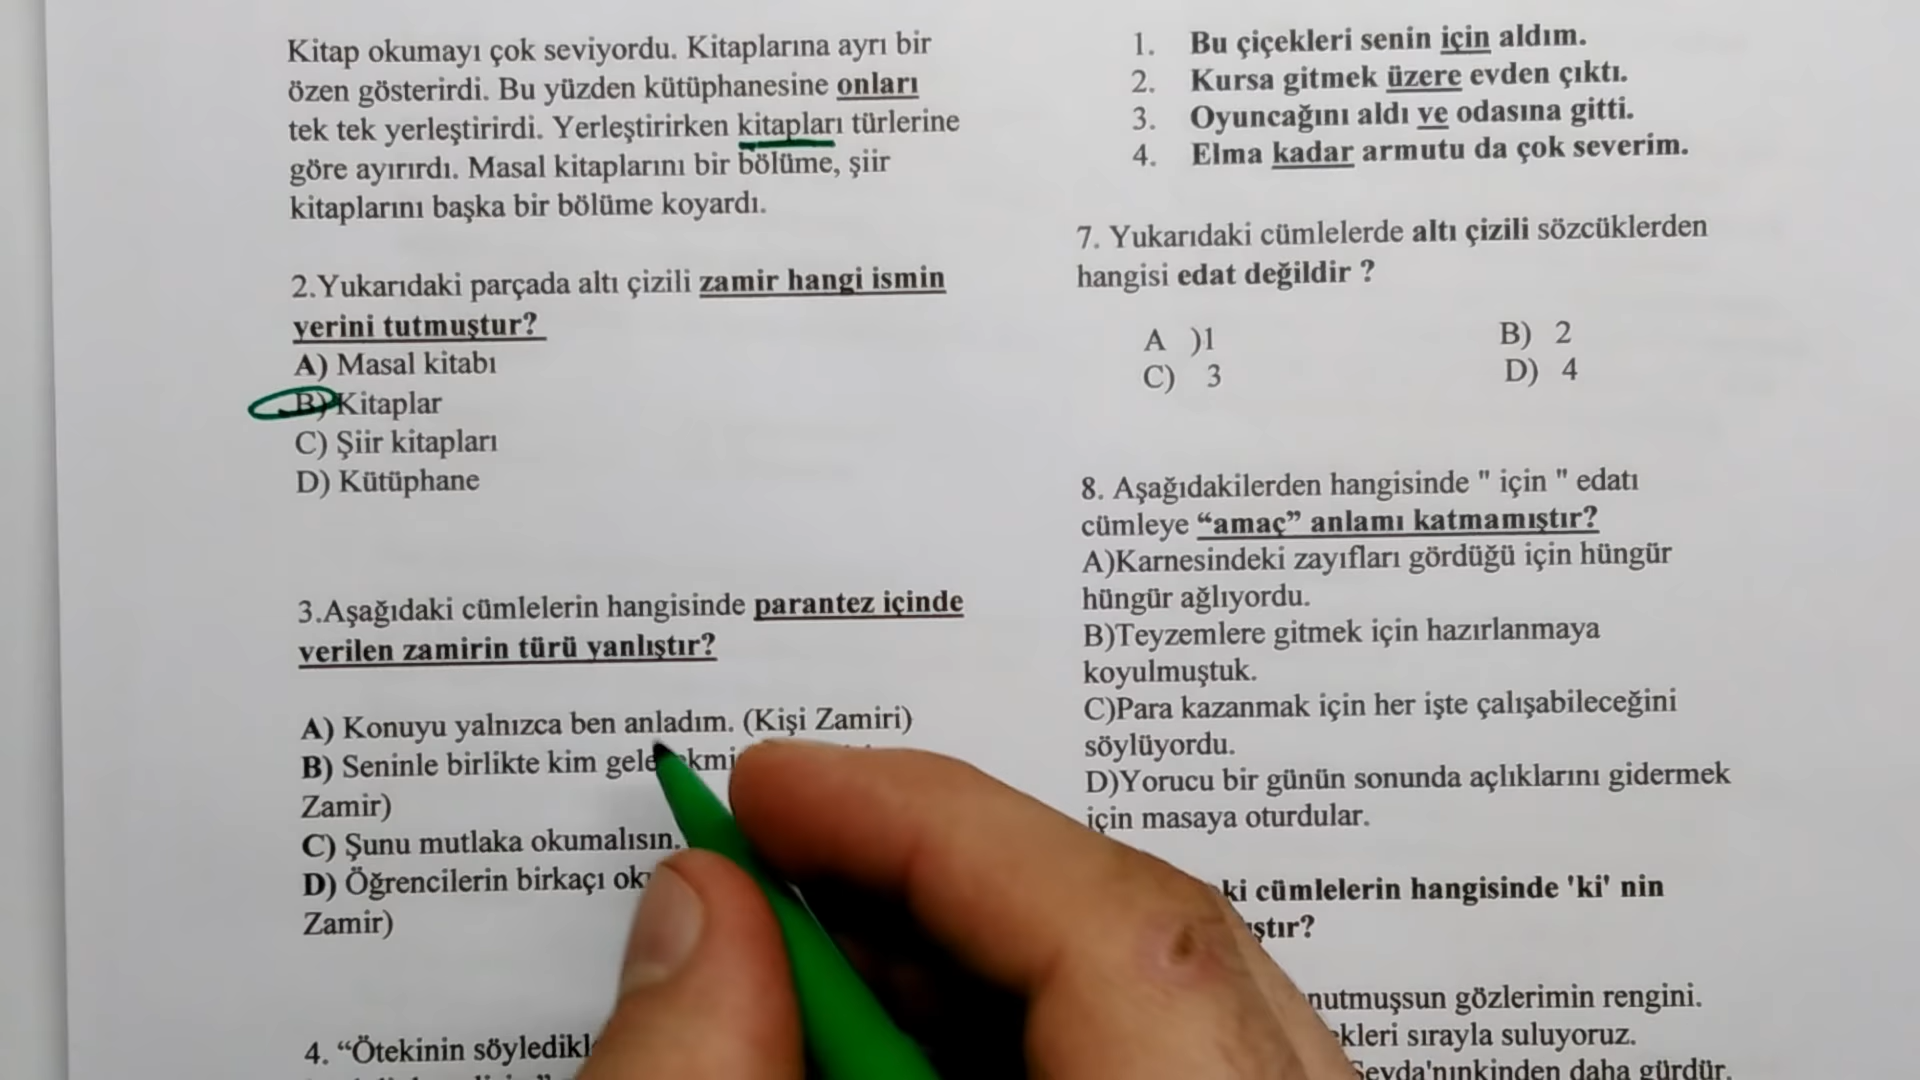 Kitap okumayı çok seviyordu. Kitaplarına ayrı bir
özen gösterirdi. Bu yüzden kütüphanesine onları
tek tek yerleştirirdi. Yerleştirirken kitapları türlerine
göre ayırırdı. Masal kitaplarını bir bölüme, şiir
kitaplarını başka bir bölüme koyardı.
2.Yukarıdaki parçada altı çizili zamir hangi ismin
yerini tutmuştur?
A) Masal kitabı
B) Kitaplar
C) Şiir kitapları
D) Kütüphane
3.Aşağıdaki cümlelerin hangisinde parantez içinde
verilen zamirin türü yanlıştır?
A) Konuyu yalnızca ben anladım. (Kişi Zamiri)
B) Seninle birlikte kim
Zamir)
C) Şunu mutlaka okumalısın.
D) Öğrencilerin birkaçı
Zamir)
4. “Ötekinin
1. Bu çiçekleri senin için aldım.
2. Kursa gitmek üzere evden çıktı.
3. Oyuncağını aldı ve odasına gitti.
4. Elma kadar armutu da çok severim.
7. Yukarıdaki cümlelerde altı çizili sözcüklerden
hangisi edat değildir ?
A )1 B) 2
C) 3 D) 4
8. Aşağıdakilerden hangisinde " için " edatı
cümleye “amaç” anlamı katmamıştır?
A)Karnesindeki zayıfları gördüğü için hüngür
hüngür ağlıyordu.
B)Teyzemlere gitmek için hazırlanmaya
koyulmuştuk.
C)Para kazanmak için her işte çalışabileceğini
söylüyordu.
D)Yorucu bir günün sonunda açlıklarını gidermek
için masaya oturdular.
ki cümlelerin hangisinde 'ki' nin
ştır?
nutmuşsun gözlerimin rengini.
kleri sırayla suluyoruz.
Sevda'nınkinden daha gürdür.